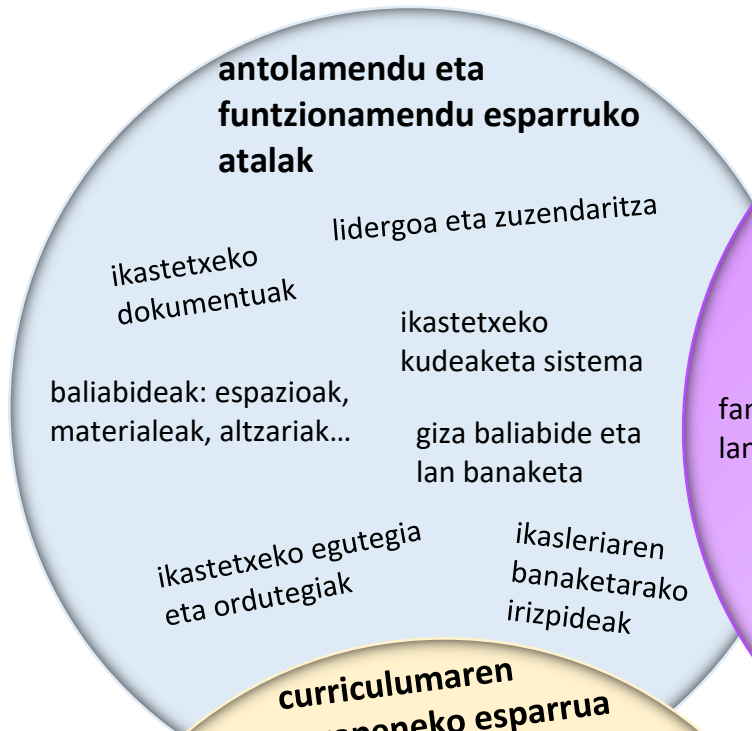 antolamendu eta
funtzionamendu esparruko
atalak
lidergoa eta zuzendaritza
ikastetxeko
dokumentuak
ikastetxeko
kudeaketa sistema
baliabideak: espazioak,
materialeak, altzariak…
giza baliabide eta
lan banaketa
ikastetxeko egutegia
eta ordutegiak
ikasleriaren
banaketarako
irizpideak
curriculumaren
esparrua